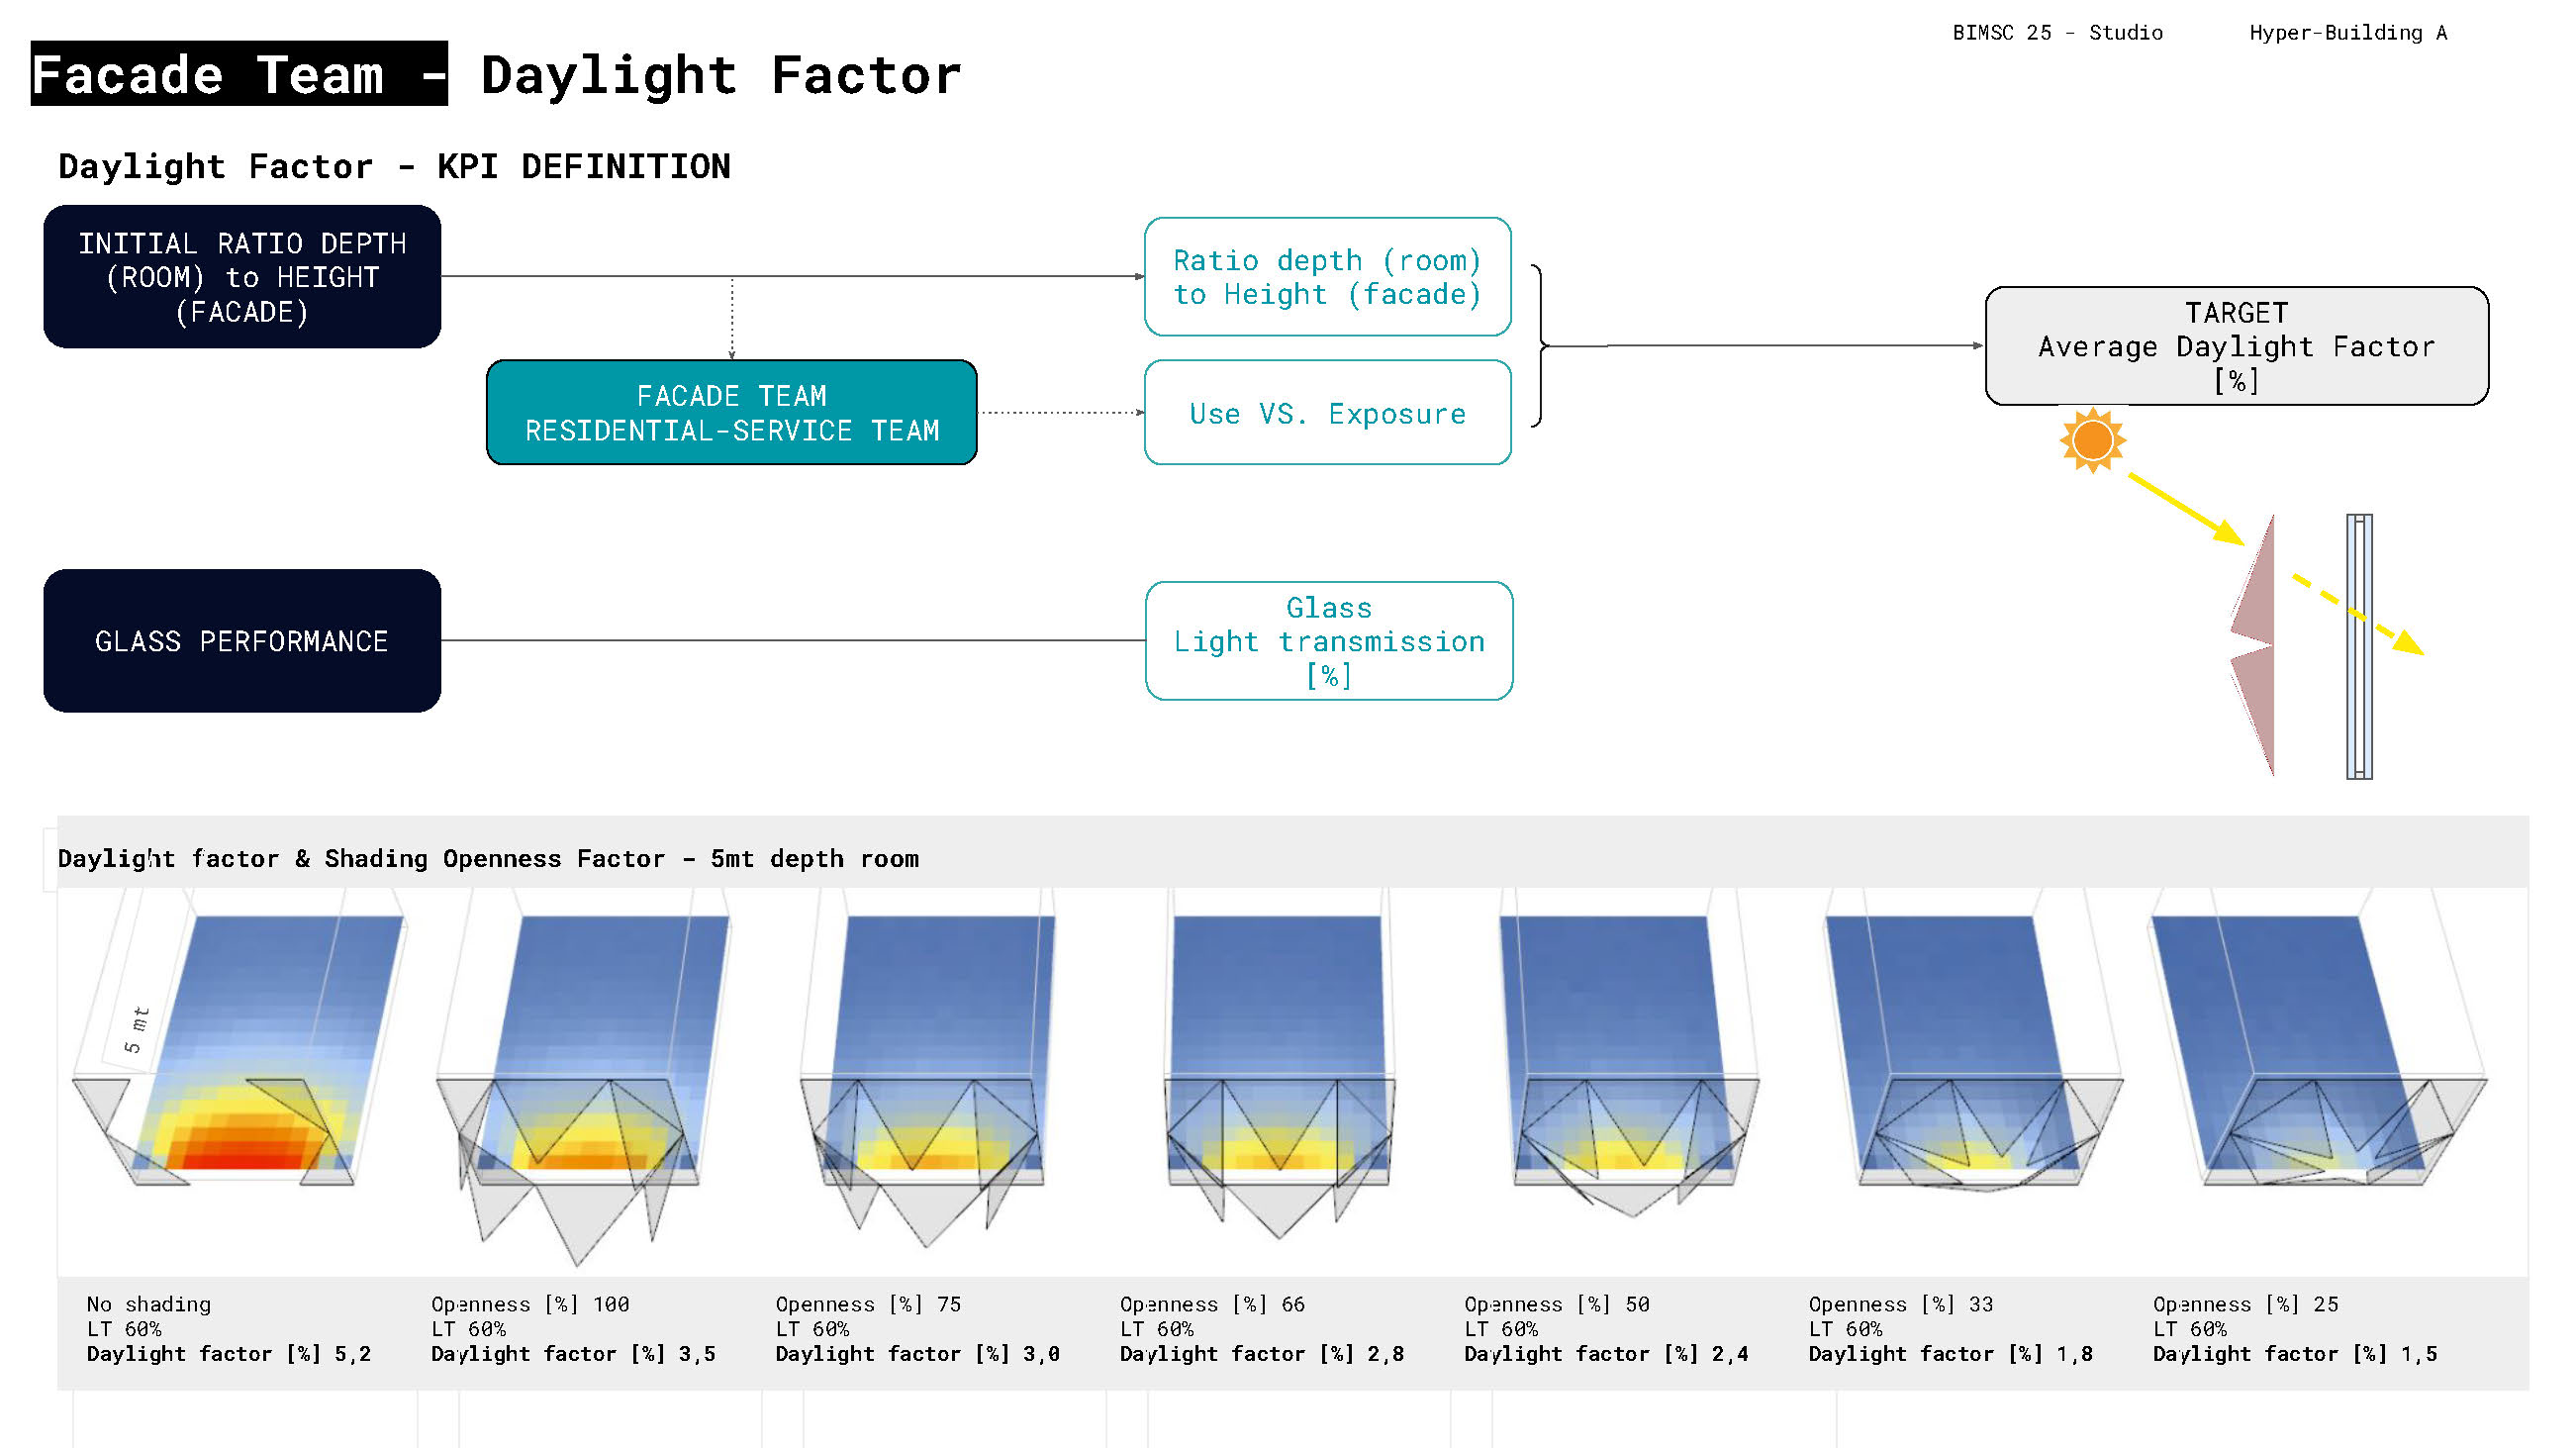 BIMSC 25 - Studio
Hyper-Building A
Facade Team - Daylight Factor
Daylight Factor - KPI DEFINITION
INITIAL RATIO DEPTH
(ROOM) to HEIGHT
(FACADE)
Ratio depth (room)
to Height (facade)
TARGET
Average Daylight Factor
[%]
FACADE TEAM
RESIDENTIAL-SERVICE TEAM
Use VS. Exposure
GLASS PERFORMANCE
Glass
Light transmission
[%]
Daylight factor & Shading Openness Factor - 5mt depth room
5 mt
No shading
LT 60%
Daylight factor [%] 5,2
Openness [%] 100
LT 60%
Daylight factor [%] 3,5
Openness [%] 75
LT 60%
Daylight factor [%] 3,0
Openness [%] 66
LT 60%
Daylight factor [%] 2,8
Openness [%] 50
LT 60%
Daylight factor [%] 2,4
Openness [%] 33
LT 60%
Daylight factor [%] 1,8
Openness [%] 25
LT 60%
Daylight factor [%] 1,5